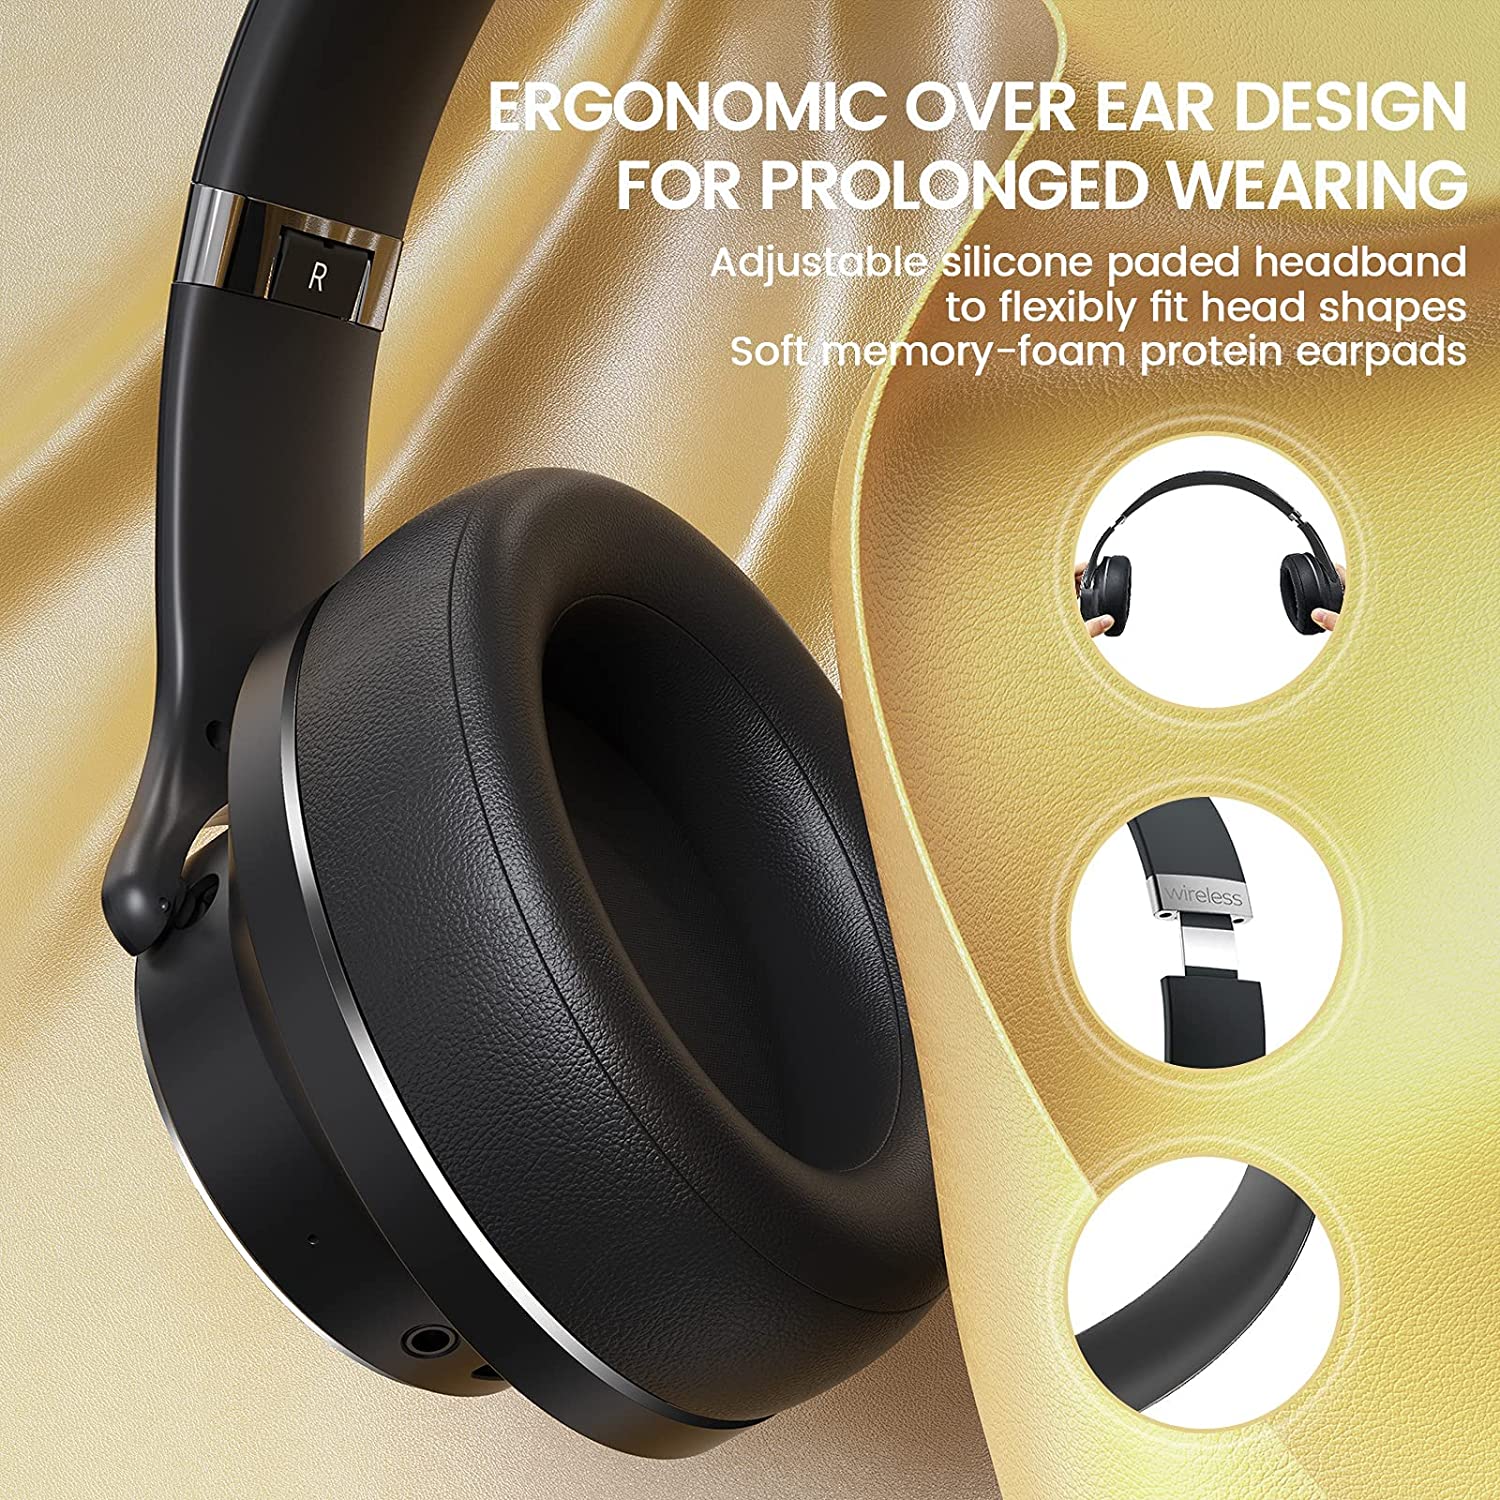 ERGONOMIC OVER EAR DESIGN
FOR PROLONGED WEARING
Adjustable silicone paded headband
to flexibly fit head shapes
Soft memory-foam protein earpads
R
wireless